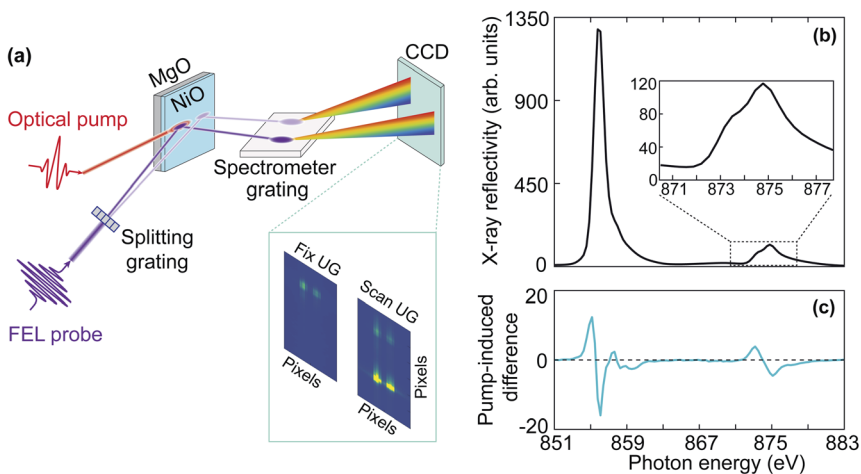 (a)
MgO
NiO
Optical pump
CCD
Spectrometer
grating
Splitting
grating
FEL probe
Fix UG
Scan UG
Pixels
Pixels
Pixels
X-ray reflectivity (arb. units)
1350
900
450
0
(b)
120
80
40
0
871 873 875 877
Pump-induced
difference
20
0
-20
(c)
851 859 867 875 883
Photon energy (eV)